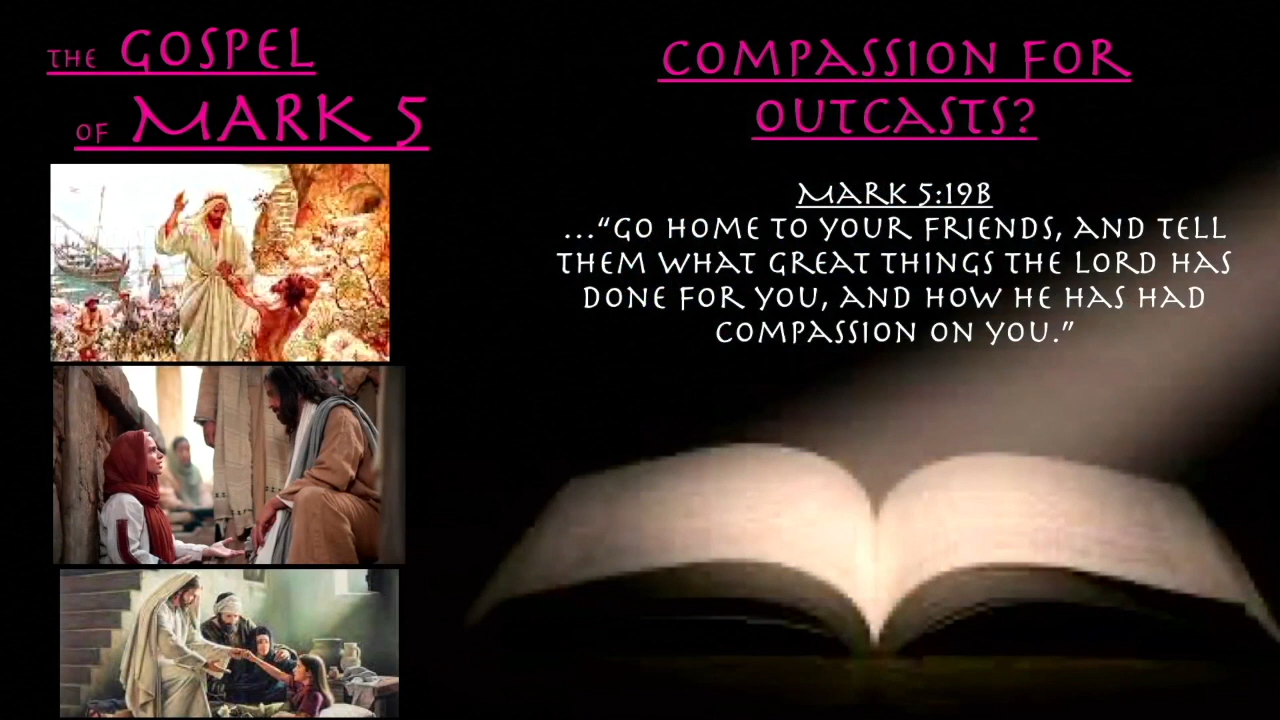 THE GOSPEL
OF MARK 5
COMPASSION FOR
OUTCASTS?
MARK 5:19B
…“GO HOME TO YOUR FRIENDS, AND TELL
THEM WHAT GREAT THINGS THE LORD HAS
DONE FOR YOU, AND HOW HE HAS HAD
COMPASSION ON YOU.”